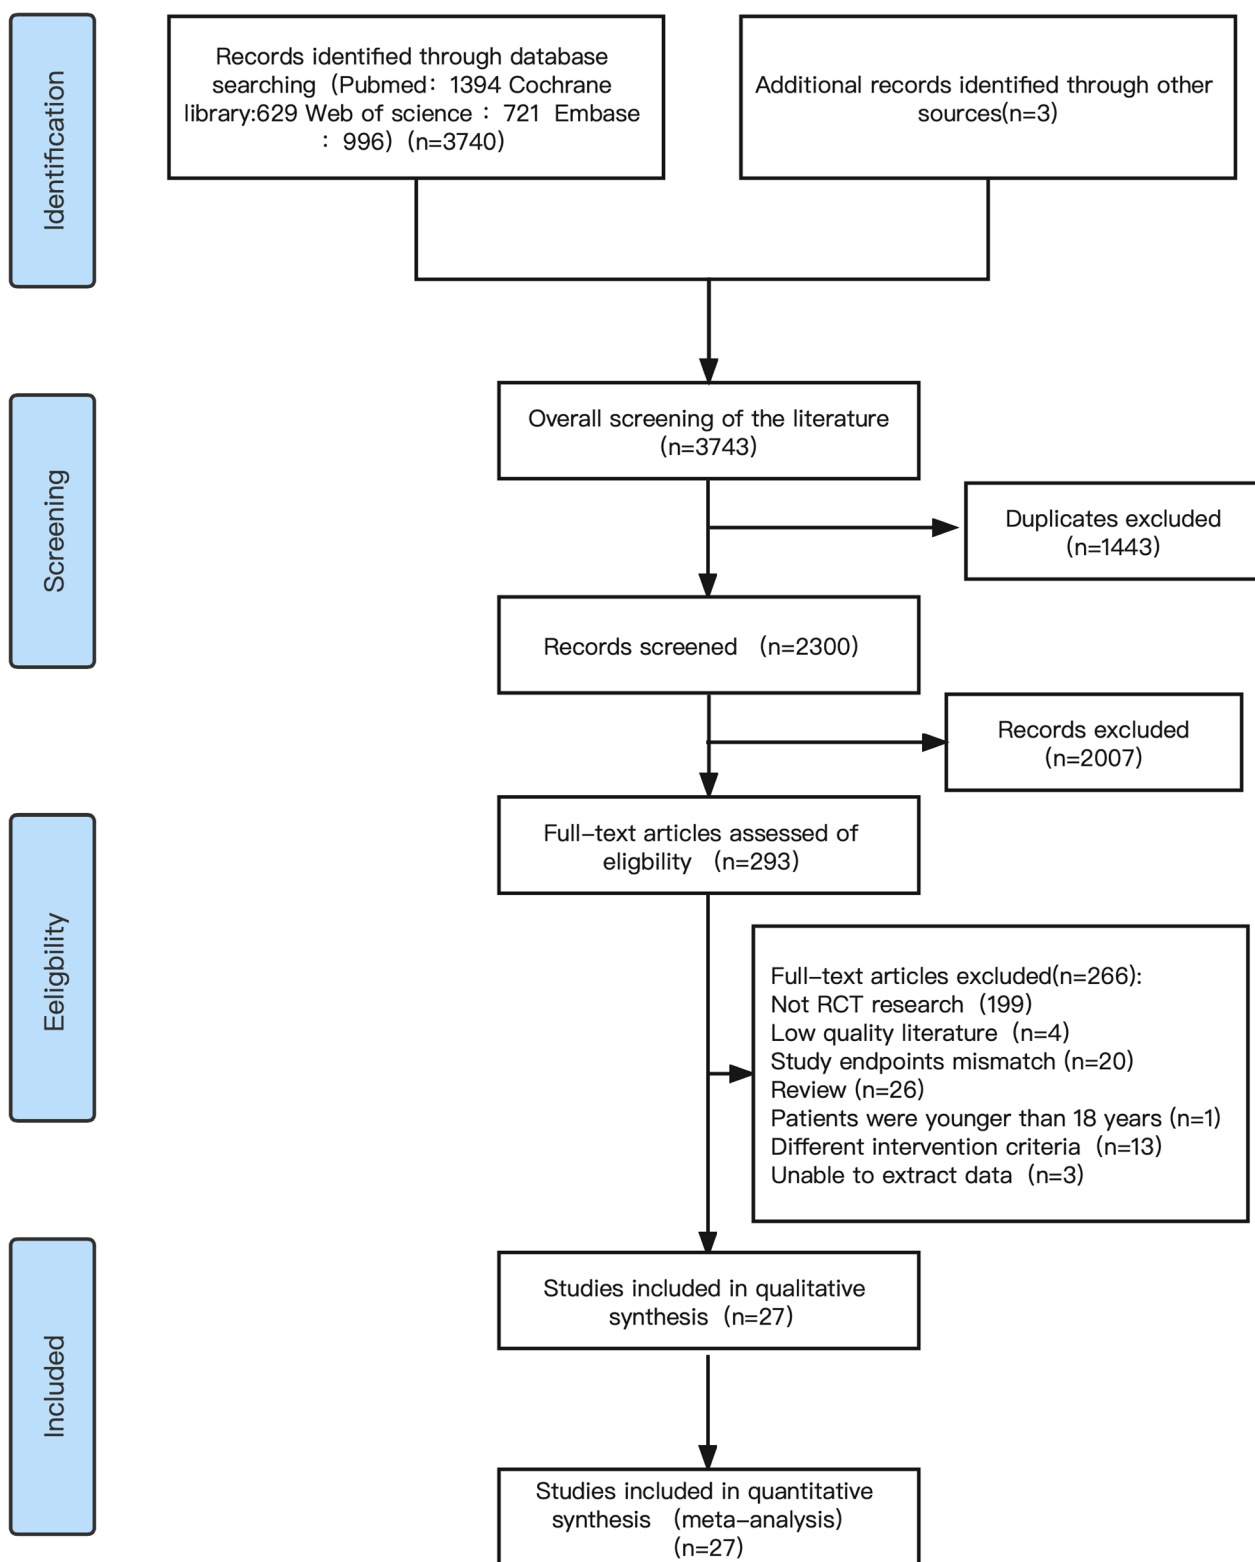 Identification
Records identified through database
searching (Pubmed: 1394 Cochrane
library:629 Web of science : 721 Embase
: 996) (n=3740)
Additional records identified through other
sources(n=3)
Screening
Overall screening of the literature
(n=3743)
Duplicates excluded
(n=1443)
Records screened (n=2300)
Records excluded
(n=2007)
Eeligbility
Full-text articles assessed of
eligbility (n=293)
Full-text articles excluded(n=266):
Not RCT research (199)
Low quality literature (n=4)
Study endpoints mismatch (n=20)
Review (n=26)
Patients were younger than 18 years (n=1)
Different intervention criteria (n=13)
Unable to extract data (n=3)
Included
Studies included in qualitative
synthesis (n=27)
Studies included in quantitative
synthesis (meta-analysis)
(n=27)